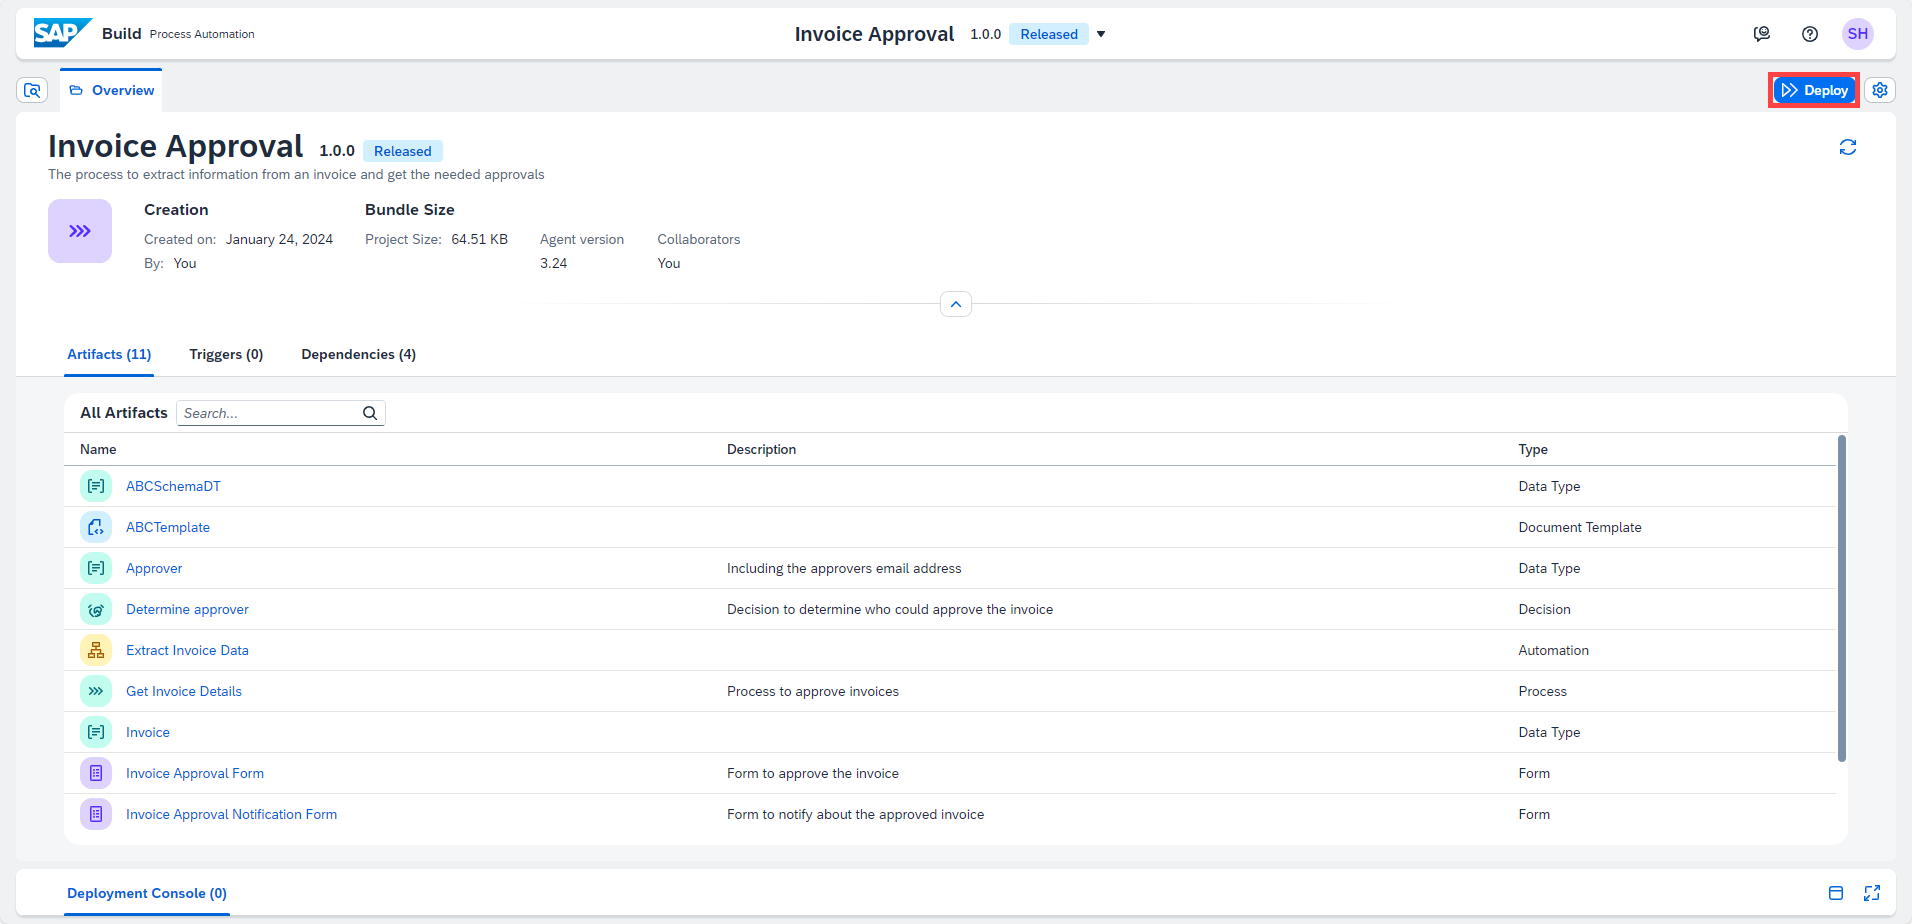 SAP Build Process Automation
Invoice Approval 1.0.0 Released
SH
Overview
Deploy
Invoice Approval 1.0.0 Released
The process to extract information from an invoice and get the needed approvals
Creation
Bundle Size
Created on: January 24, 2024
Project Size: 64.51 KB
Agent version
Collaborators
By: You
3.24
You
Artifacts (11)
Triggers (0)
Dependencies (4)
All Artifacts
Search...
Name Description Type
ABCSchemaDT Data Type
ABCTemplate Document Template
Approver Including the approvers email address Data Type
Determine approver Decision to determine who could approve the invoice Decision
Extract Invoice Data Automation
Get Invoice Details Process to approve invoices Process
Invoice Data Type
Invoice Approval Form Form to approve the invoice Form
Invoice Approval Notification Form Form to notify about the approved invoice Form
Deployment Console (0)